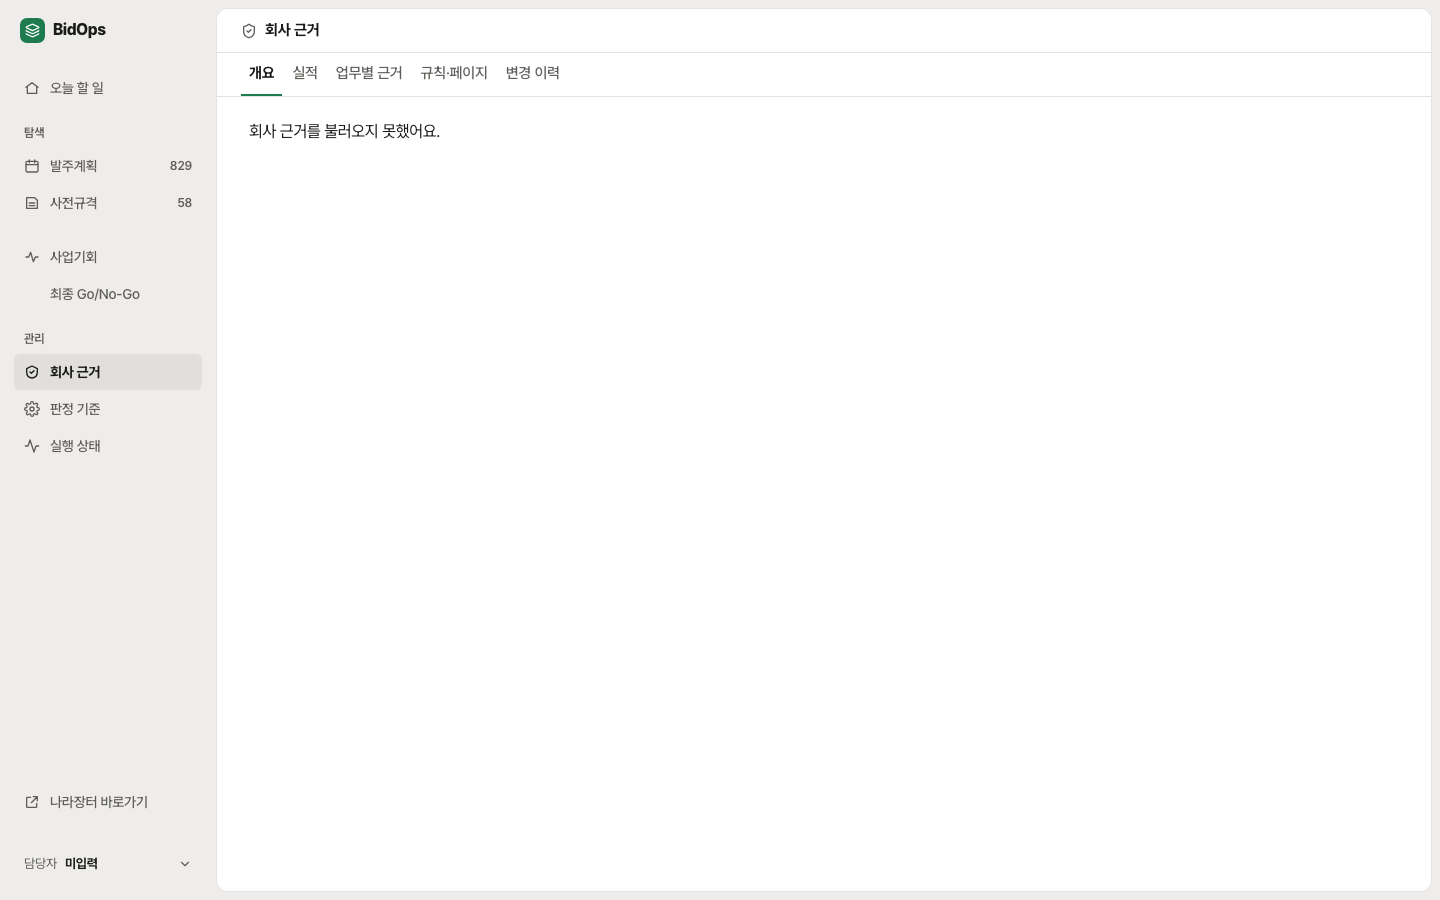 BidOps
오늘 할 일
탐색
발주계획 829
사전규격 58
사업기회
최종 Go/No-Go
관리
회사 근거
판정 기준
실행 상태
나라장터 바로가기
담당자 미입력
회사 근거
개요 실적 업무별 근거 규칙·페이지 변경 이력
회사 근거를 불러오지 못했어요.